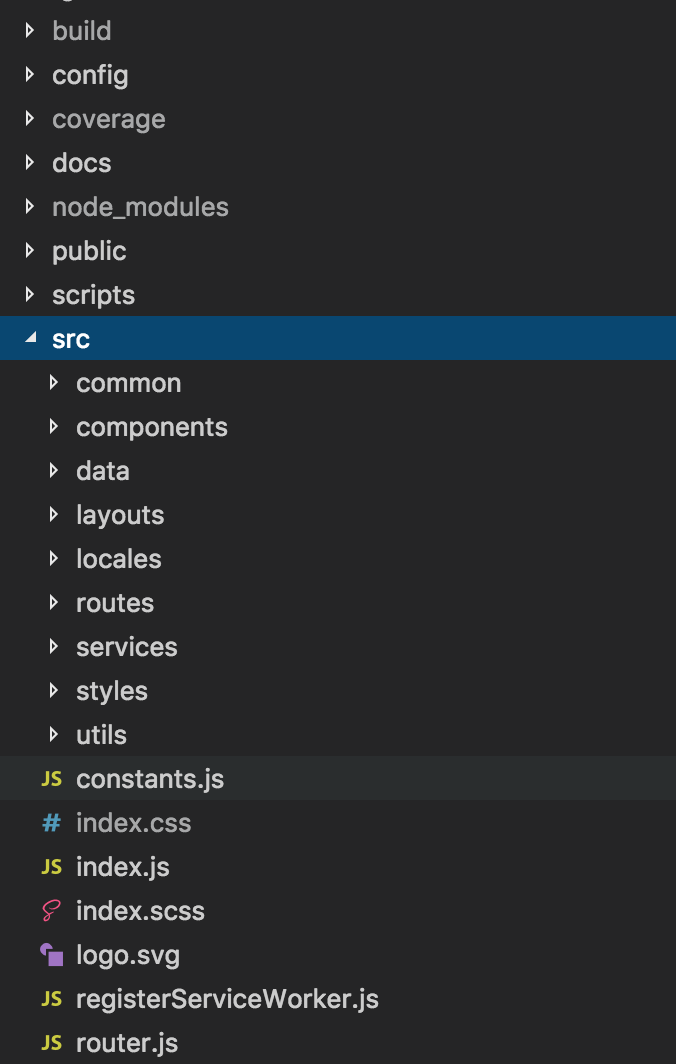 build
config
coverage
docs
node_modules
public
scripts
src
common
components
data
layouts
locales
routes
services
styles
utils
JS constants.js
# index.css
JS index.js
index.scss
logo.svg
JS registerServiceWorker.js
JS router.js